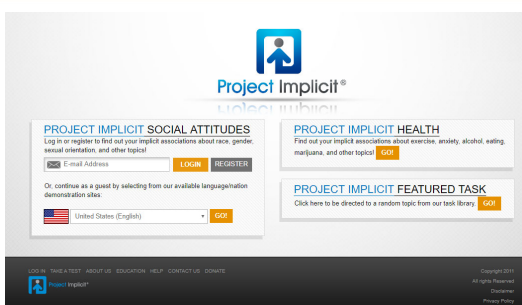 Project Implicit®
PROJECT IMPLICIT SOCIAL ATTITUDES
Log in or register to find out your implicit associations about race, gender,
sexual orientation, and other topics!
E-mail Address
LOGIN
REGISTER
Or, continue as a guest by selecting from our available language/nation
demonstration sites:
United States (English)
GO!
PROJECT IMPLICIT HEALTH
Find out your implicit associations about exercise, anxiety, alcohol, eating,
marijuana, and other topics! GO!
PROJECT IMPLICIT FEATURED TASK
Click here to be directed to a random topic from our task library. GO!
LOG IN TAKE A TEST ABOUT US EDUCATION HELP CONTACT US DONATE
Project Implicit®
Copyright 2011
All rights Reserved
Disclaimer
Privacy Policy